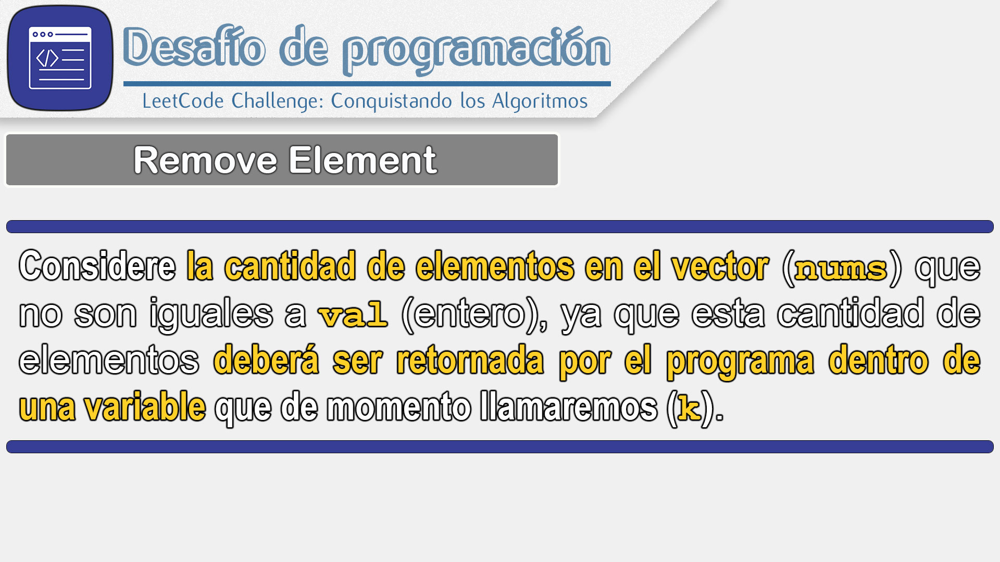 Desafío de programación
LeetCode Challenge: Conquistando los Algoritmos
Remove Element
Considere la cantidad de elementos en el vector (nums) que
no son iguales a val (entero), ya que esta cantidad de
elementos deberá ser retornada por el programa dentro de
una variable que de momento llamaremos (k).